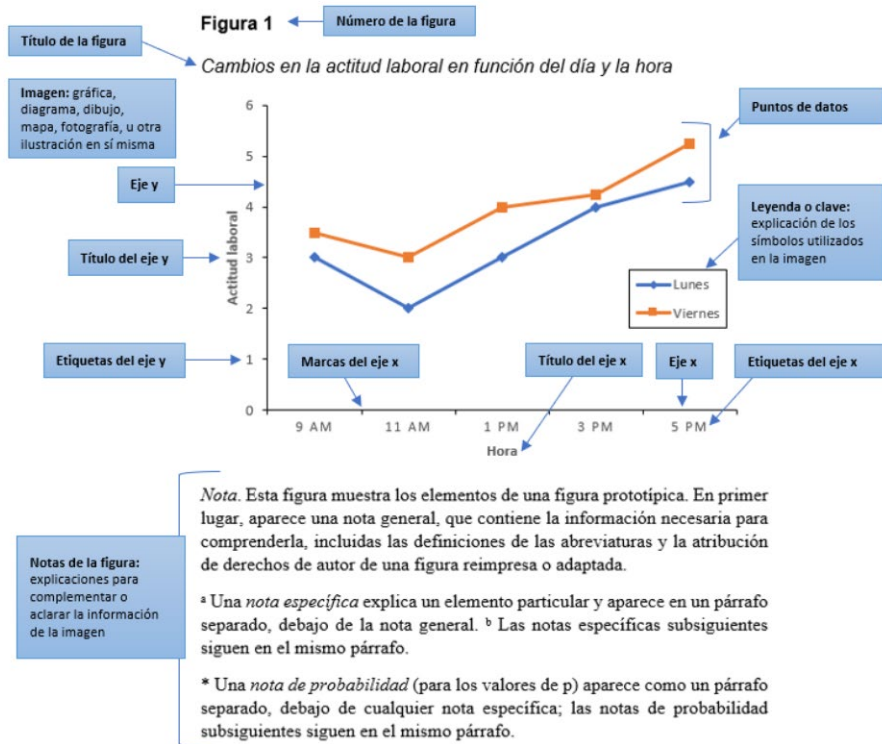 Figura 1
Número de la figura
Título de la figura
Cambios en la actitud laboral en función del día y la hora
Imagen: gráfica,
diagrama, dibujo,
mapa, fotografía, u otra
ilustración en sí misma
Puntos de datos
Eje y
Leyenda o clave:
explicación de los
símbolos utilizados
en la imagen
Título del eje y
Actitud laboral
6
5
4
3
2
1
0
Lunes
Viernes
Etiquetas del eje y
Marcas del eje x
Título del eje x
Eje x
Etiquetas del eje x
9 AM
11 AM
1 PM
3 PM
5 PM
Hora
Nota. Esta figura muestra los elementos de una figura prototípica. En primer
lugar, aparece una nota general, que contiene la información necesaria para
comprenderla, incluidas las definiciones de las abreviaturas y la atribución
de derechos de autor de una figura reimpresa o adaptada.
Notas de la figura:
explicaciones para
complementar o
aclarar la información
de la imagen
ª Una nota específica explica un elemento particular y aparece en un párrafo
separado, debajo de la nota general. ᵇ Las notas específicas subsiguientes
siguen en el mismo párrafo.
* Una nota de probabilidad (para los valores de p) aparece como un párrafo
separado, debajo de cualquier nota específica; las notas de probabilidad
subsiguientes siguen en el mismo párrafo.